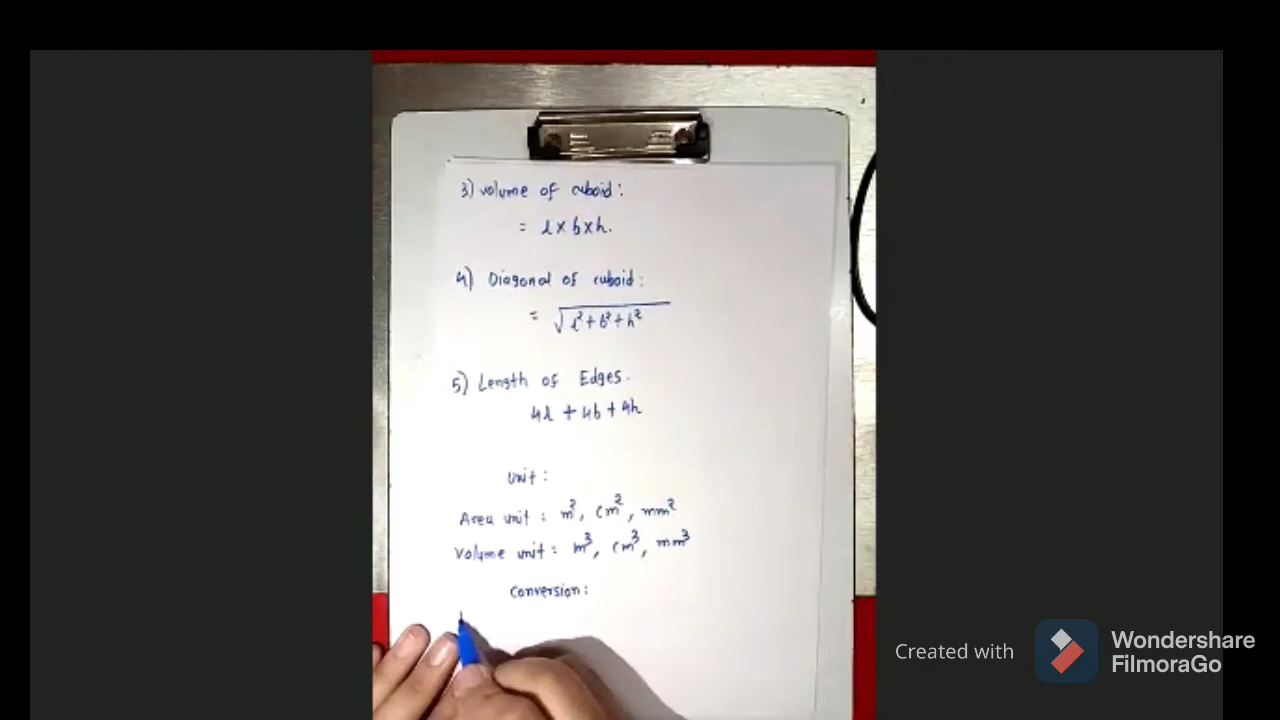 3) Volume of cuboid:
= l×b×h.
4) Diagonal of cuboid:
= √l²+b²+h²
5) Length of Edges.
4l + 4b + 4h
Unit:
Area unit: m², cm², mm²
Volume unit: m³, cm³, mm³
Conversion:
Created with
Wondershare
FilmoraGo